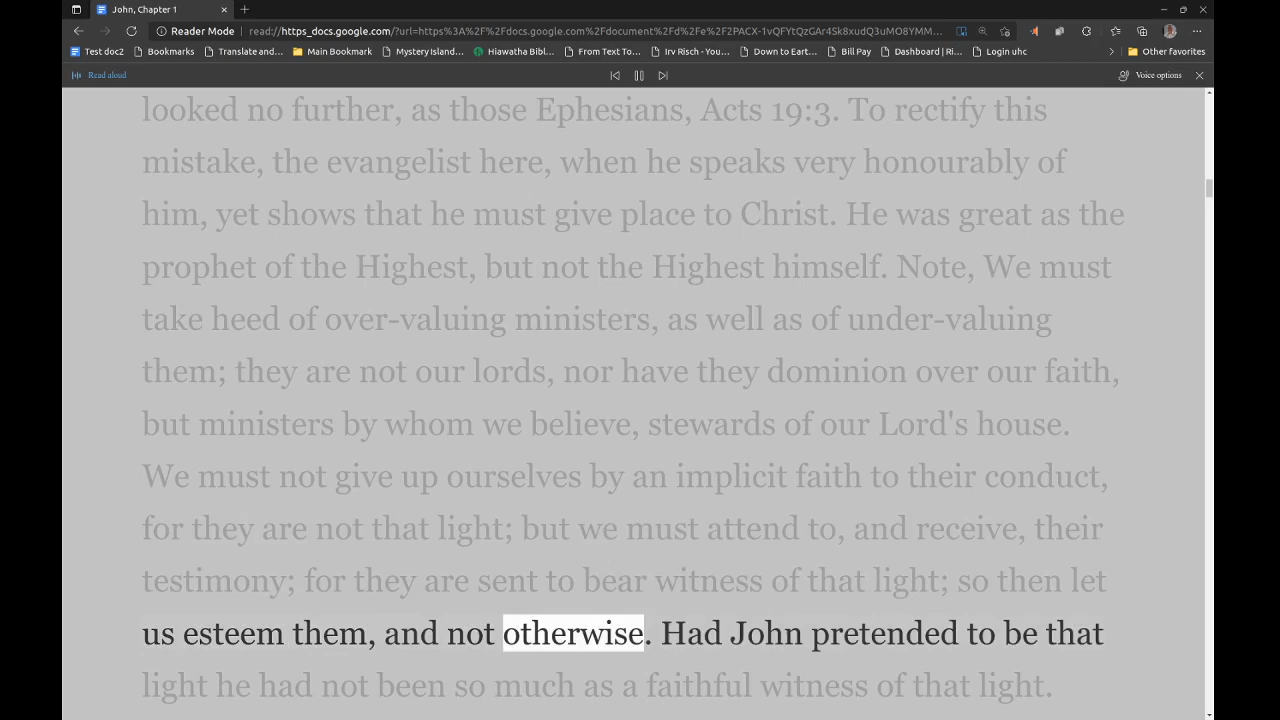 John, Chapter 1
Reader Mode
read://https_docs.google.com/?url=https%3A%2F%2Fdocs.google.com%2Fdocument%2Fd%2Fe%2F2PACX-1vQFYtQzGAr4Sk8xudQ3uMO8YMM...
Test doc2
Bookmarks
Translate and...
Main Bookmark
Mystery Island...
Hiawatha Bibl...
From Text To...
Irv Risch - You...
Down to Eart...
Bill Pay
Dashboard | Ri...
Login uhc
Other favorites
Read aloud
Voice options
looked no further, as those Ephesians, Acts 19:3. To rectify this
mistake, the evangelist here, when he speaks very honourably of
him, yet shows that he must give place to Christ. He was great as the
prophet of the Highest, but not the Highest himself. Note, We must
take heed of over-valuing ministers, as well as of under-valuing
them; they are not our lords, nor have they dominion over our faith,
but ministers by whom we believe, stewards of our Lord's house.
We must not give up ourselves by an implicit faith to their conduct,
for they are not that light; but we must attend to, and receive, their
testimony; for they are sent to bear witness of that light; so then let
us esteem them, and not otherwise. Had John pretended to be that
light he had not been so much as a faithful witness of that light.